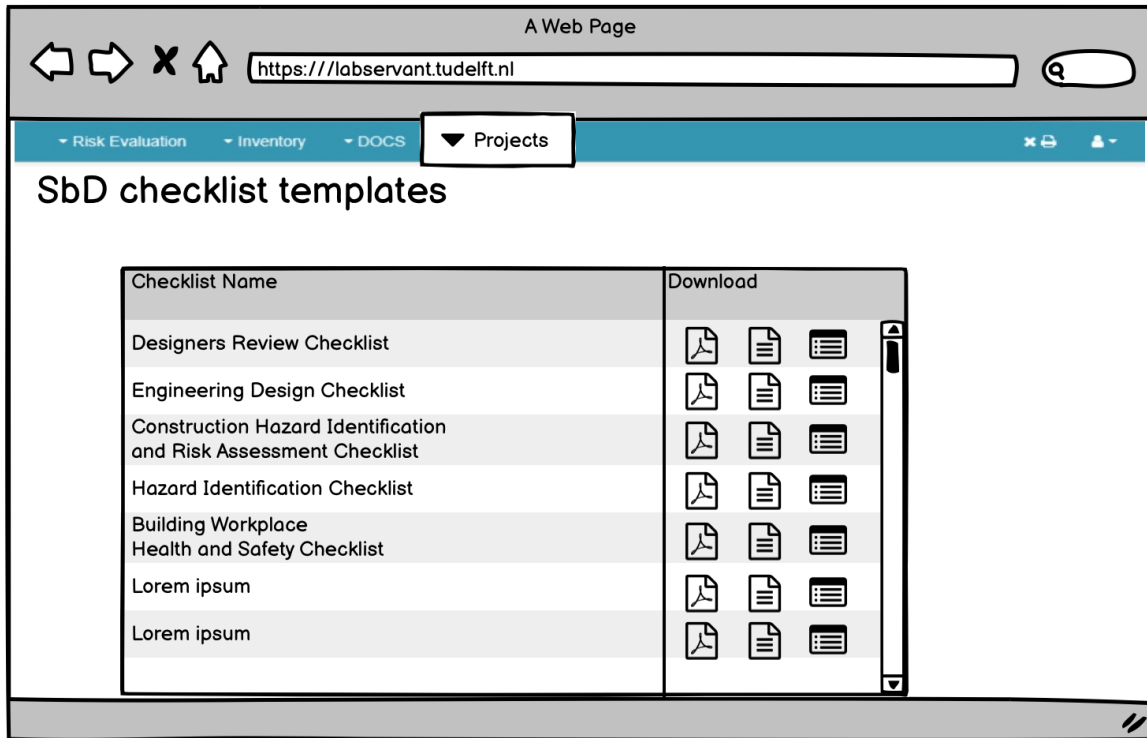 A Web Page
https:///labservant.tudelft.nl
Risk Evaluation Inventory DOCS Projects
SbD checklist templates
Checklist Name Download
Designers Review Checklist
Engineering Design Checklist
Construction Hazard Identification
and Risk Assessment Checklist
Hazard Identification Checklist
Building Workplace
Health and Safety Checklist
Lorem ipsum
Lorem ipsum